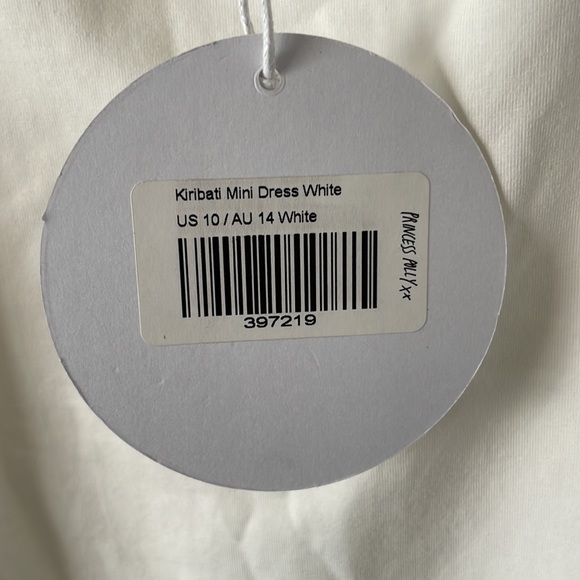 Kiribati Mini Dress White
US 10 / AU 14 White
397219
PRINCESS POLLY xx